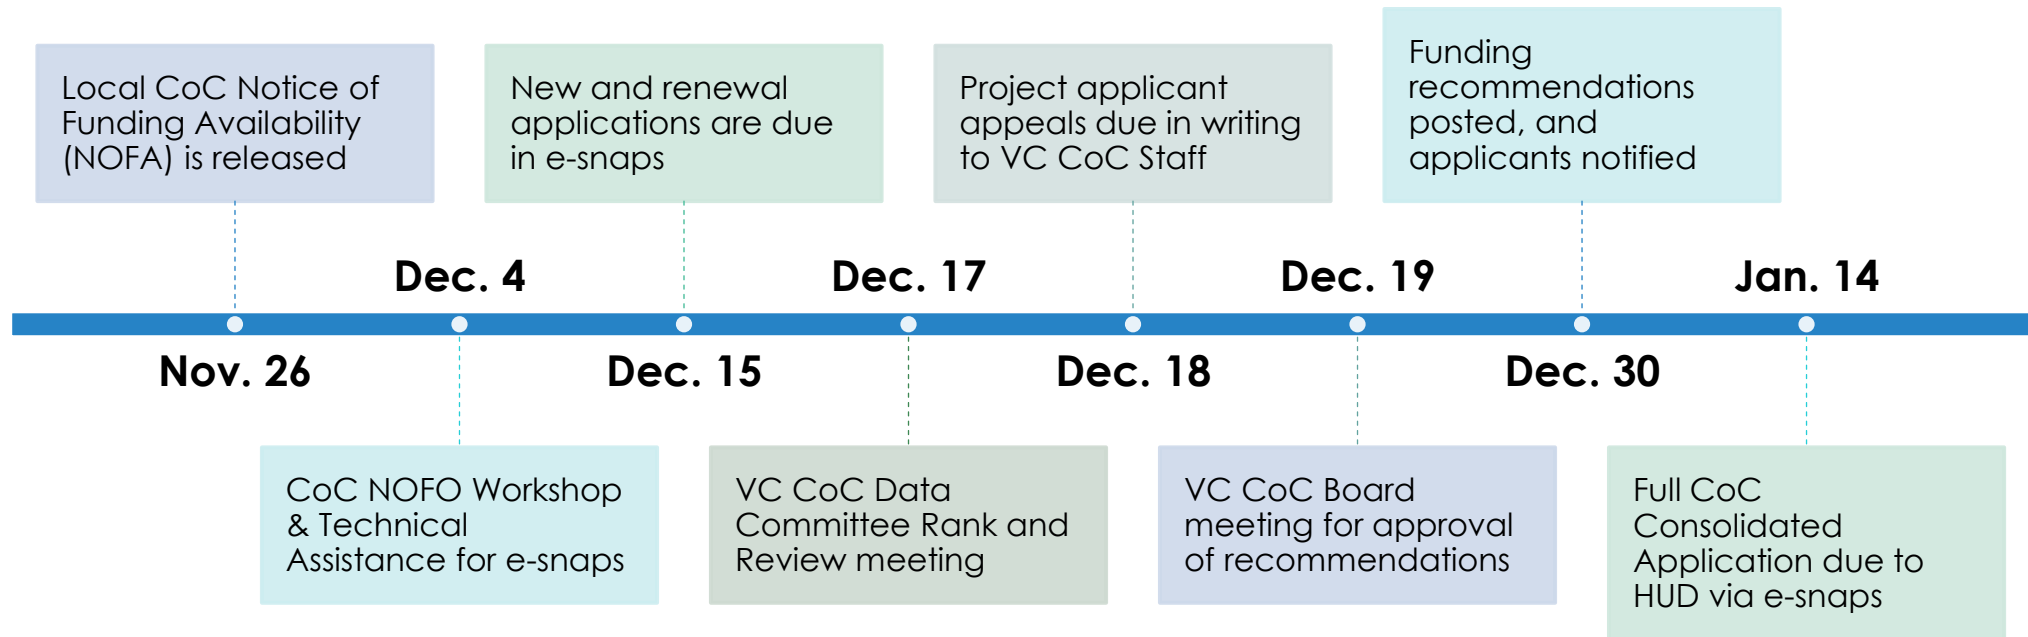 Local CoC Notice of
Funding Availability
(NOFA) is released
New and renewal
applications are due
in e-snaps
Project applicant
appeals due in writing
to VC CoC Staff
Funding
recommendations
posted, and
applicants notified
Dec. 4
Dec. 17
Dec. 19
Jan. 14
Nov. 26
Dec. 15
Dec. 18
Dec. 30
CoC NOFO Workshop
& Technical
Assistance for e-snaps
VC CoC Data
Committee Rank and
Review meeting
VC CoC Board
meeting for approval
of recommendations
Full CoC
Consolidated
Application due to
HUD via e-snaps